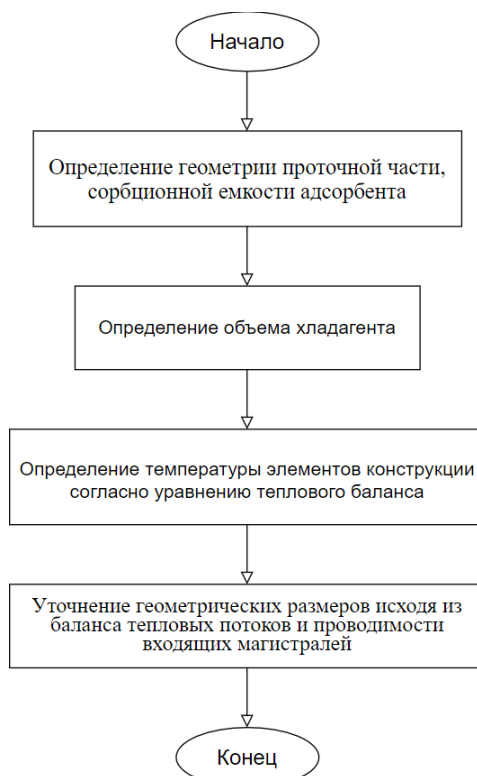 Начало
Определение геометрии проточной части,
сорбционной емкости адсорбента
Определение объема хладагента
Определение температуры элементов конструкции
согласно уравнению теплового баланса
Уточнение геометрических размеров исходя из
баланса тепловых потоков и проводимости
входящих магистралей
Конец